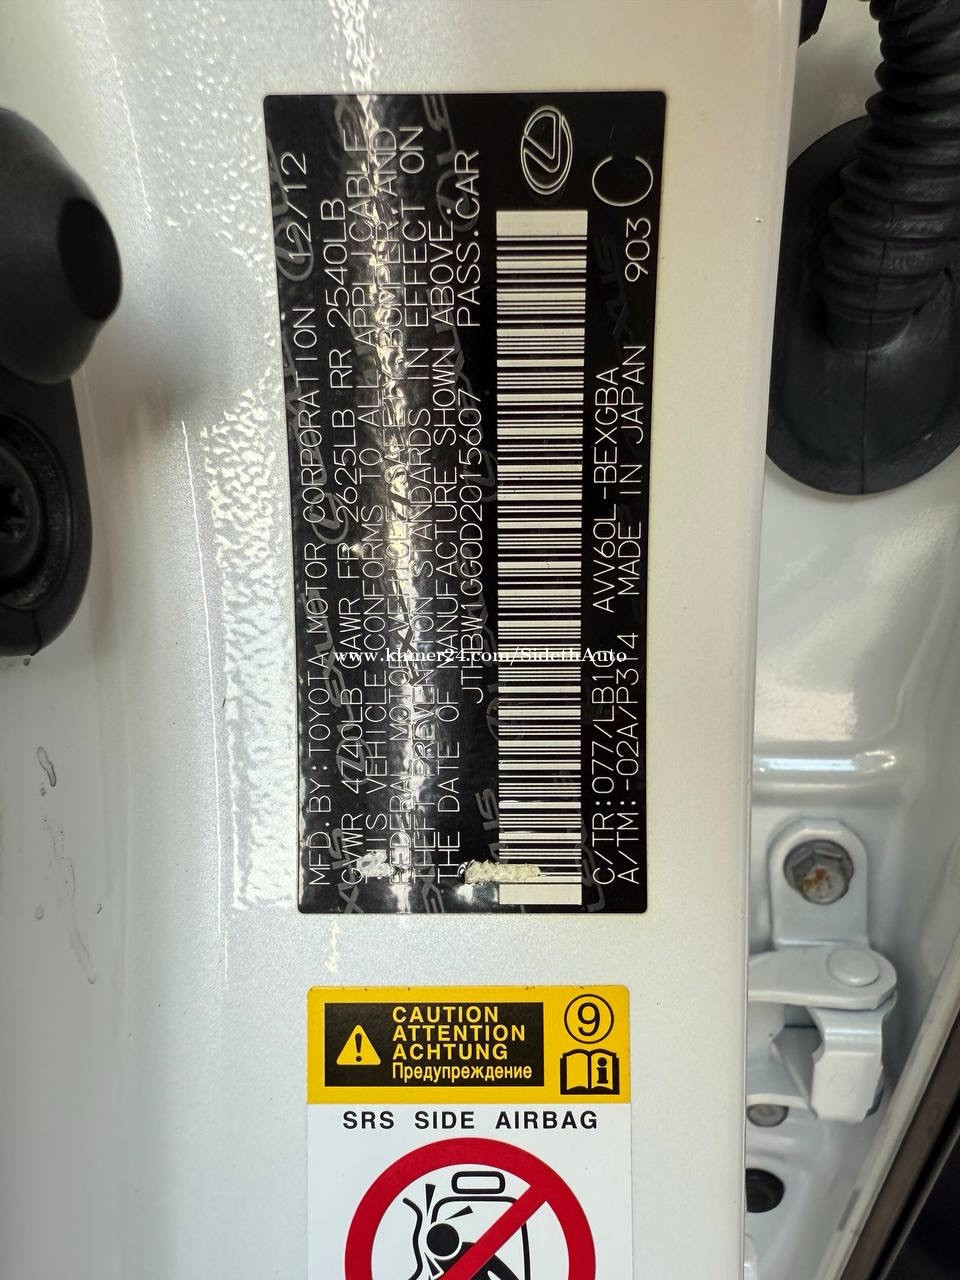 MFD.BY:TOYOTA MOTOR CORPORATION 12/12
GVWR 4740LB GAWR FR 2625LB RR 2540LB
THIS VEHICLE CONFORMS TO ALL APPLICABLE
FEDERAL MOTOR VEHICLE SAFETY, BUMPER AND
THEFT PREVENTION STANDARDS IN EFFECT ON
THE DATE OF MANUFACTURE SHOWN ABOVE.
JTHBW1GG0D2015607 PASS.CAR
C/TR:077/LB10 AVV60L-BEXGBA 903 C
A/TM:-02A/P314 MADE IN JAPAN
www.khmer24.com/SidethAuto
CAUTION
ATTENTION
ACHTUNG
Предупреждение
9
SRS SIDE AIRBAG